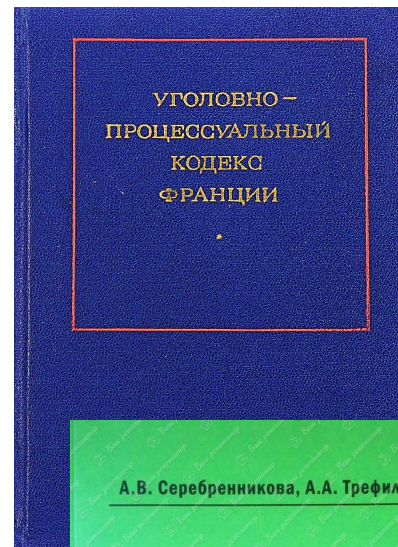 УГОЛОВНО–
ПРОЦЕССУАЛЬНЫЙ
КОДЕКС
ФРАНЦИИ
А.В. Серебренникова, А.А. Трефил